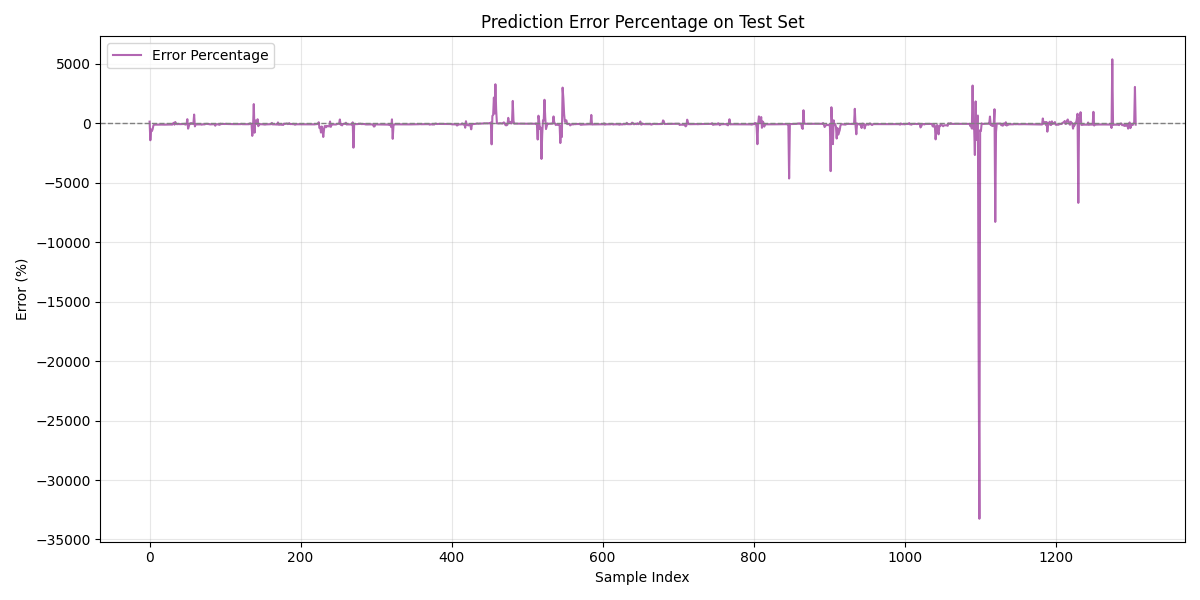 Prediction Error Percentage on Test Set
Error Percentage
5000
0
−5000
−10000
−15000
−20000
−25000
−30000
−35000
Error (%)
0 200 400 600 800 1000 1200
Sample Index